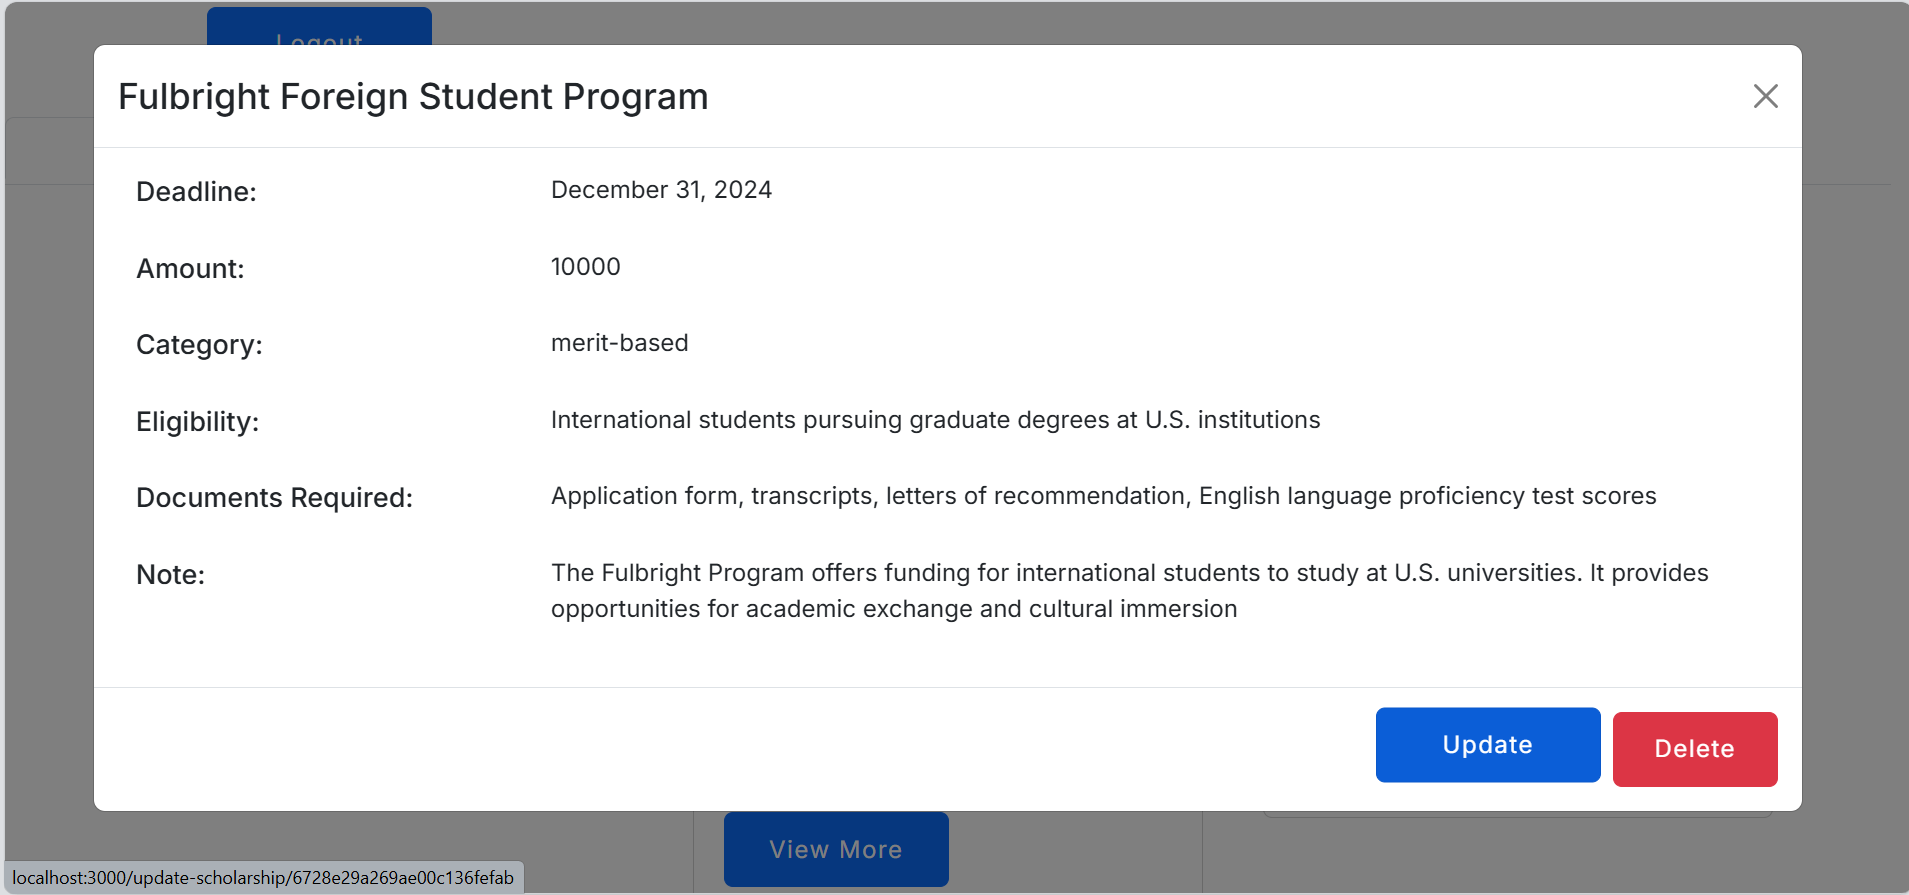 Logout
Fulbright Foreign Student Program
Deadline: December 31, 2024
Amount: 10000
Category: merit-based
Eligibility: International students pursuing graduate degrees at U.S. institutions
Documents Required: Application form, transcripts, letters of recommendation, English language proficiency test scores
Note: The Fulbright Program offers funding for international students to study at U.S. universities. It provides
opportunities for academic exchange and cultural immersion
Update Delete
View More
localhost:3000/update-scholarship/6728e29a269ae00c136fefab